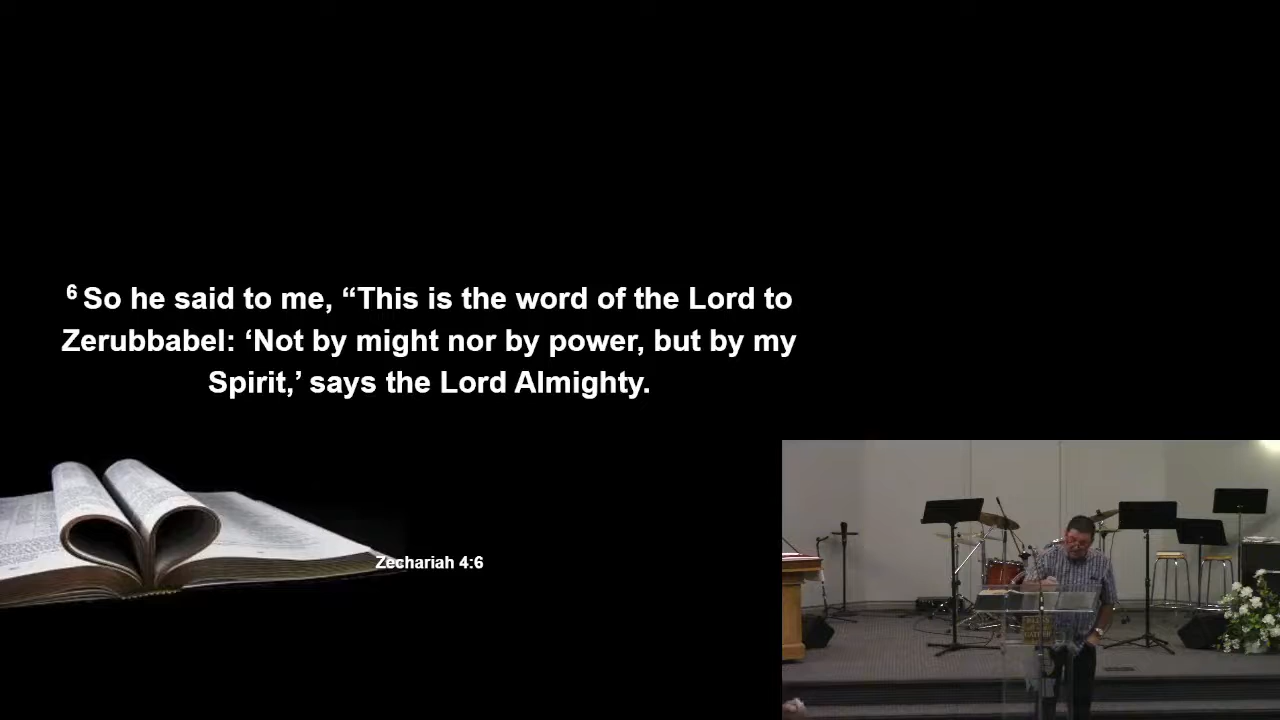 6 So he said to me, “This is the word of the Lord to
Zerubbabel: ‘Not by might nor by power, but by my
Spirit,’ says the Lord Almighty.
Zechariah 4:6